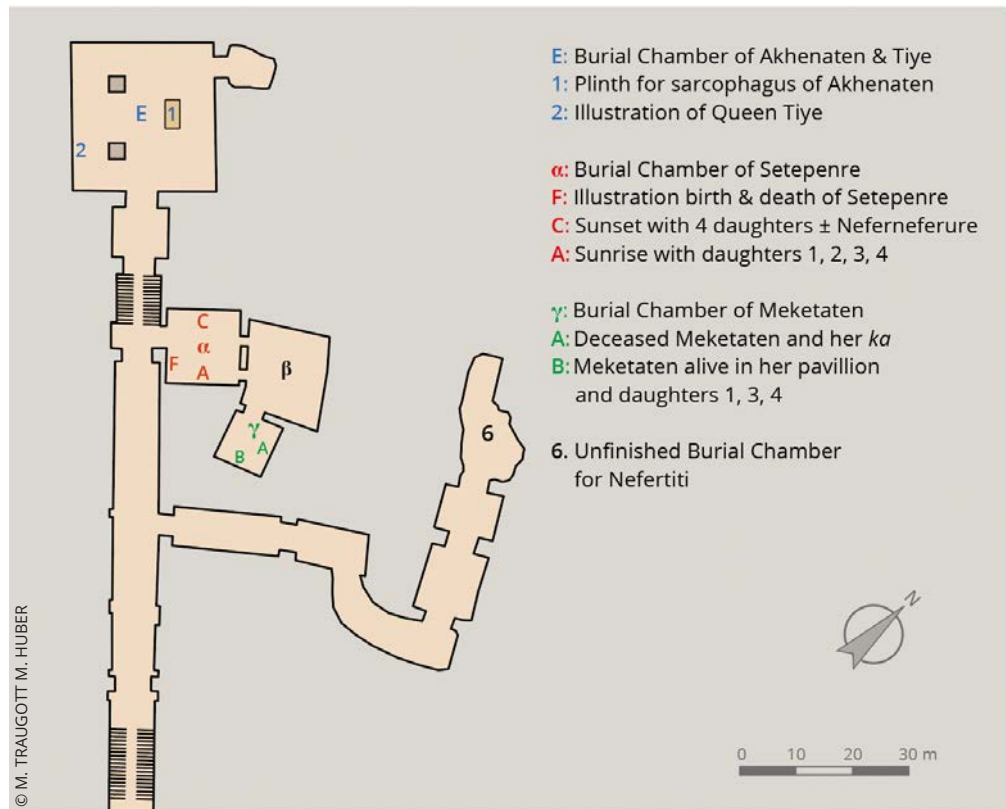 E: Burial Chamber of Akhenaten & Tiye
1: Plinth for sarcophagus of Akhenaten
2: Illustration of Queen Tiye
α: Burial Chamber of Setepenre
F: Illustration birth & death of Setepenre
C: Sunset with 4 daughters ± Neferneferure
A: Sunrise with daughters 1, 2, 3, 4
γ: Burial Chamber of Meketaten
A: Deceased Meketaten and her ka
B: Meketaten alive in her pavillion
and daughters 1, 3, 4
6. Unfinished Burial Chamber
for Nefertiti
E
1
2
C
α
F
A
β
γ
A
B
6
N
0 10 20 30 m
© M. TRAUGOTT M. HUBER